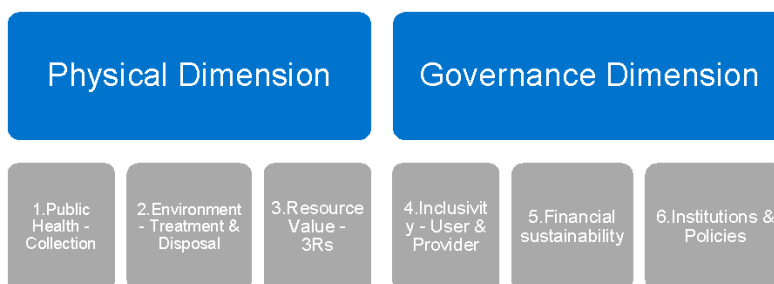 Physical Dimension
Governance Dimension
1.Public
Health -
Collection
2.Environment
- Treatment &
Disposal
3.Resource
Value -
3Rs
4.Inclusivit
y - User &
Provider
5.Financial
sustainability
6.Institutions &
Policies